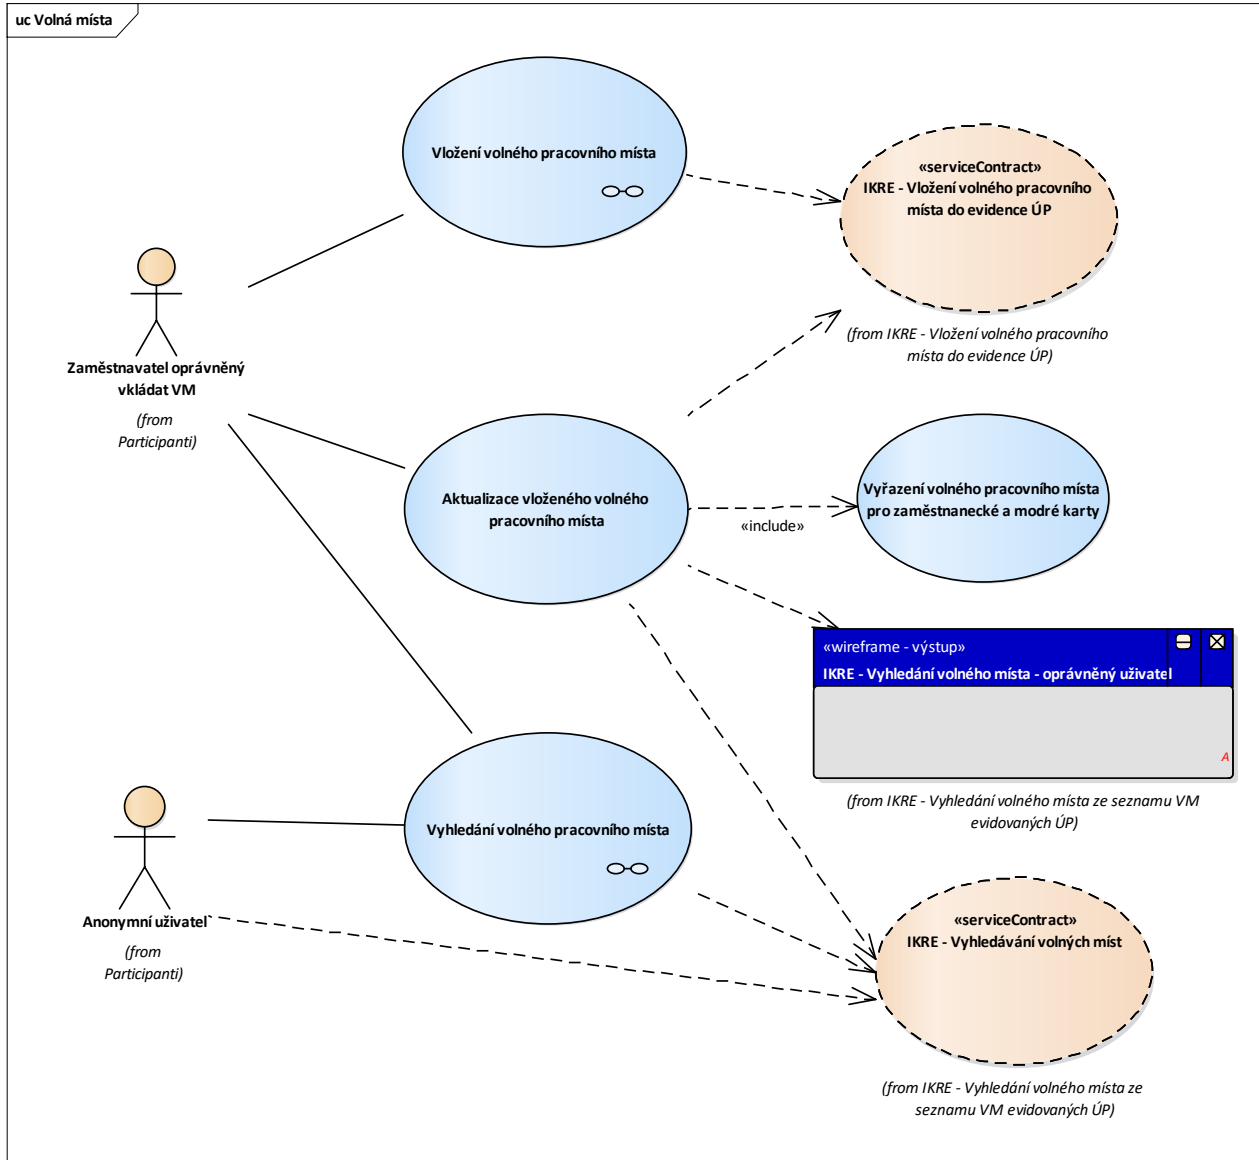 uc Volná místa
Vložení volného pracovního místa
«serviceContract»
IKRE - Vložení volného pracovního
místa do evidence ÚP
(from IKRE - Vložení volného pracovního
místa do evidence ÚP)
Zaměstnavatel oprávněný
vkládat VM
(from
Participanti)
Aktualizace vloženého volného
pracovního místa
«include»
Vyřazení volného pracovního místa
pro zaměstnanecké a modré karty
«wireframe - výstup»
IKRE - Vyhledání volného místa - oprávněný uživatel
A
(from IKRE - Vyhledání volného místa ze seznamu VM
evidovaných ÚP)
Vyhledání volného pracovního místa
Anonymní uživatel
(from
Participanti)
«serviceContract»
IKRE - Vyhledávání volných míst
(from IKRE - Vyhledání volného místa ze
seznamu VM evidovaných ÚP)